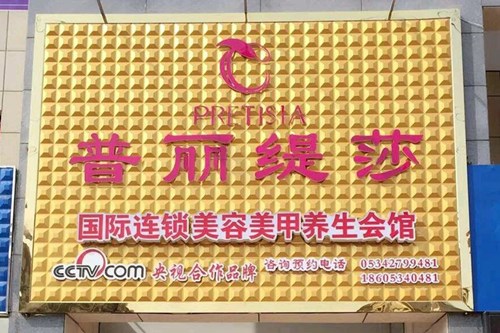 PRETISIA
普丽缇莎
国际连锁美容美甲养生会馆
CCTV.com 央视合作品牌 咨询预约电话 05342799481
18605340481